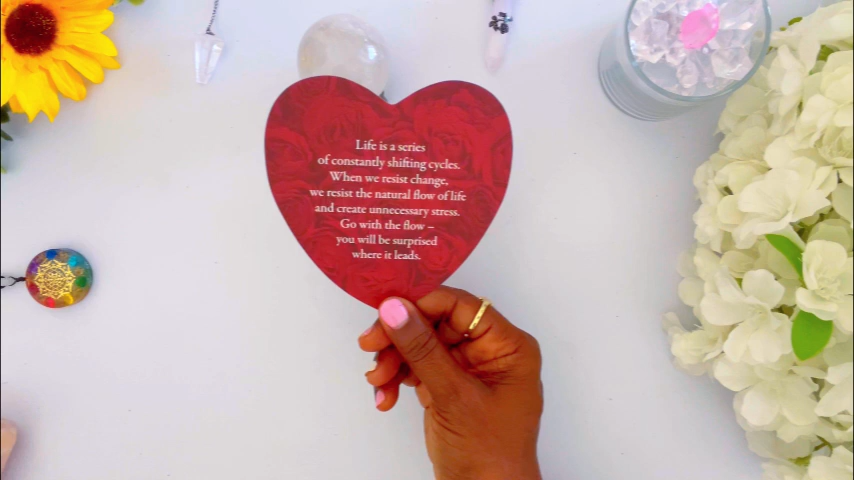 Life is a series
of constantly shifting cycles.
When we resist change,
we resist the natural flow of life
and create unnecessary stress.
Go with the flow –
you will be surprised
where it leads.